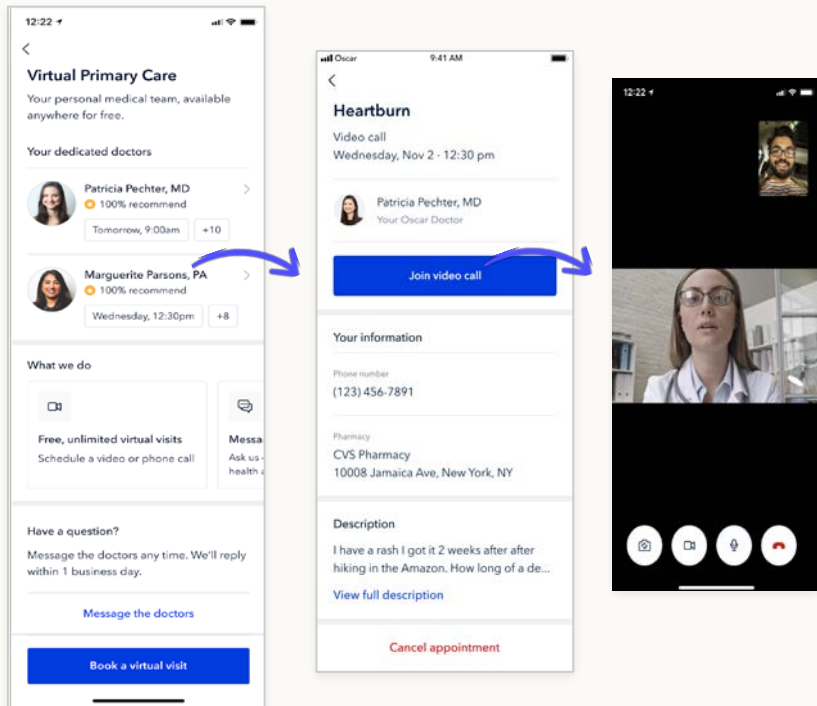 12:22
Virtual Primary Care
Your personal medical team, available
anywhere for free.
Your dedicated doctors
Patricia Pechter, MD
100% recommend
Tomorrow, 9:00am
+10
Marguerite Parsons, PA
100% recommend
Wednesday, 12:30pm
+8
What we do
Free, unlimited virtual visits
Schedule a video or phone call
Messa
Ask us
health a
Have a question?
Message the doctors any time. We'll reply
within 1 business day.
Message the doctors
Book a virtual visit
Oscar
9:41 AM
Heartburn
Video call
Wednesday, Nov 2 · 12:30 pm
Patricia Pechter, MD
Your Oscar Doctor
Join video call
Your information
Phone number
(123) 456-7891
Pharmacy
CVS Pharmacy
10008 Jamaica Ave, New York, NY
Description
I have a rash I got it 2 weeks after after
hiking in the Amazon. How long of a de...
View full description
Cancel appointment
12:22